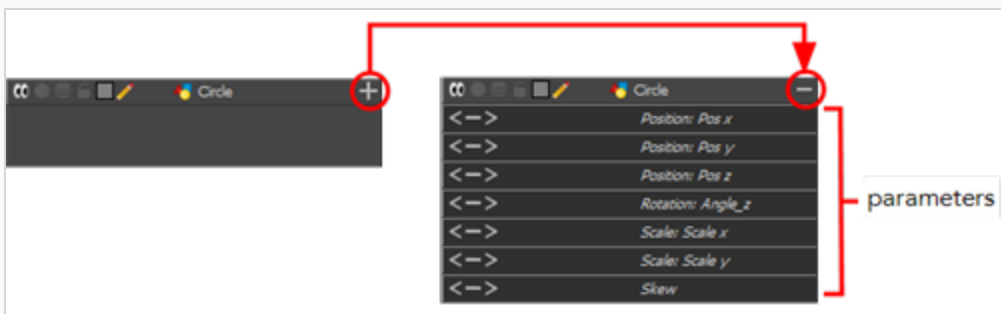 Circle
Circle
Position: Pos x
Position: Pos y
Position: Pos z
Rotation: Angle_z
Scale: Scale x
Scale: Scale y
Skew
parameters